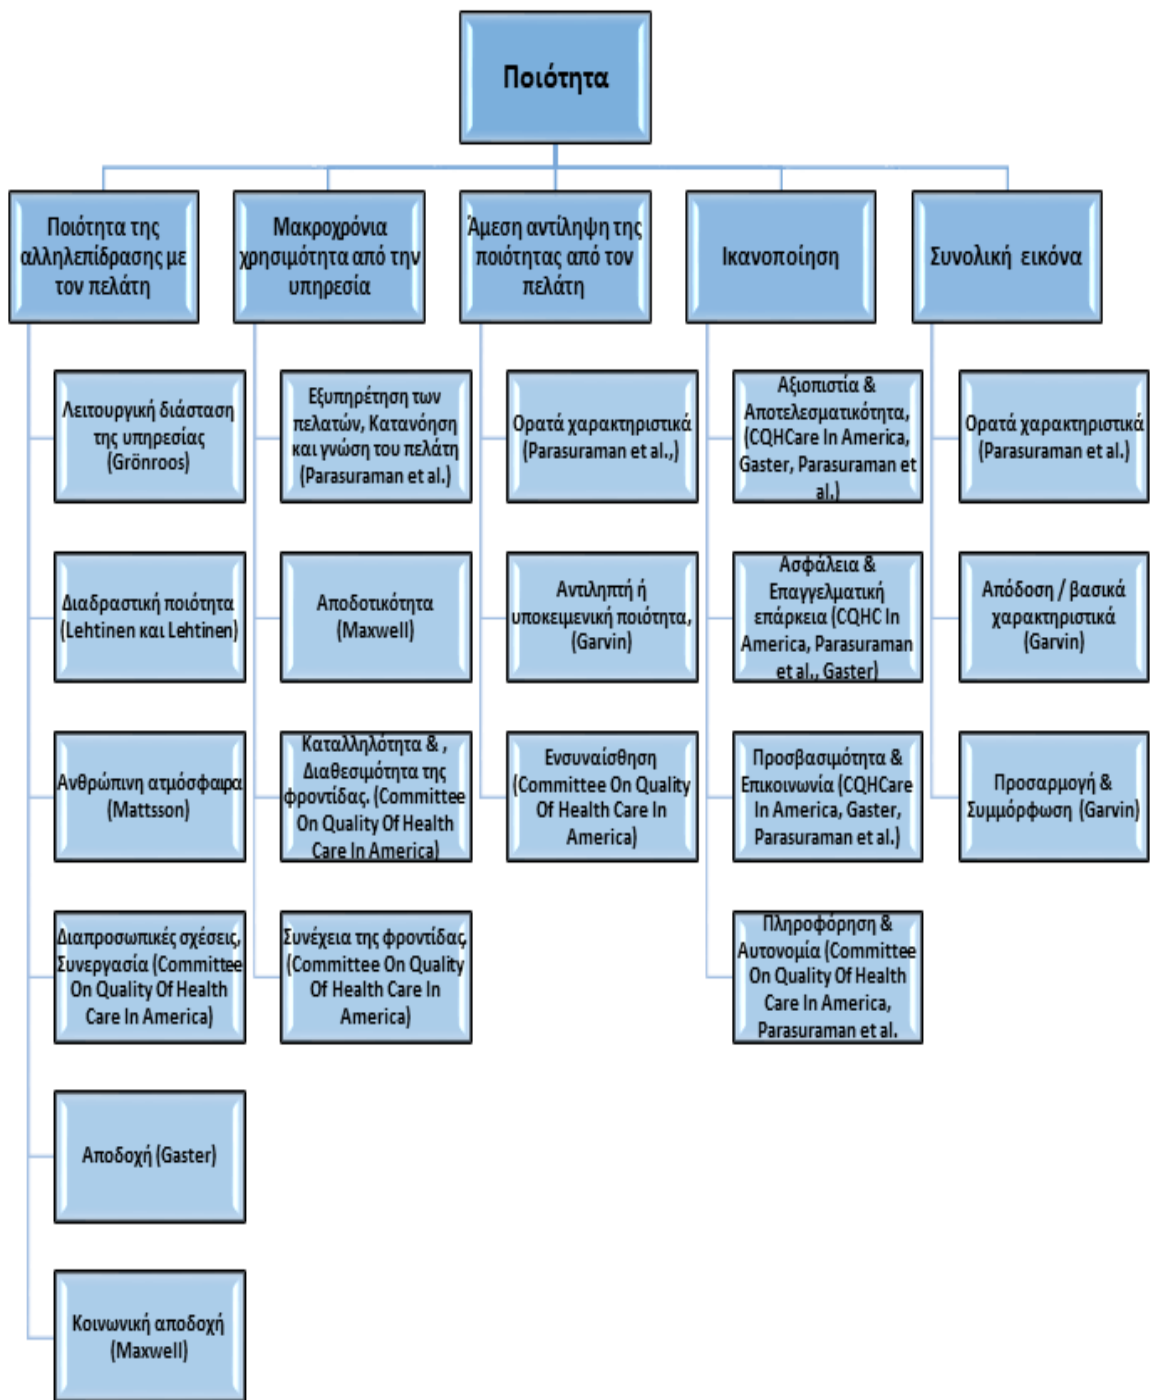 Ποιότητα
Ποιότητα της
αλληλεπίδρασης με
τον πελάτη
Λειτουργική διάσταση
της υπηρεσίας
(Grönroos)
Διαδραστική ποιότητα
(Lehtinen και Lehtinen)
Ανθρώπινη ατμόσφαιρα
(Mattsson)
Διαπροσωπικές σχέσεις,
Συνεργασία (Committee
On Quality Of Health
Care In America)
Αποδοχή (Gaster)
Κοινωνική αποδοχή
(Maxwell)
Μακροχρόνια
χρησιμότητα από την
υπηρεσία
Εξυπηρέτηση των
πελατών, Κατανόηση
και γνώση του πελάτη
(Parasuraman et al.)
Αποδοτικότητα
(Maxwell)
Καταλληλότητα & ,
Διαθεσιμότητα της
φροντίδας. (Committee
On Quality Of Health
Care In America)
Συνέχεια της φροντίδας,
(Committee On Quality
Of Health Care In
America)
Άμεση αντίληψη της
ποιότητας από τον
πελάτη
Ορατά χαρακτηριστικά
(Parasuraman et al.,)
Αντιληπτή ή
υποκειμενική ποιότητα,
(Garvin)
Ενσυναίσθηση
(Committee On Quality
Of Health Care In
America)
Ικανοποίηση
Αξιοπιστία &
Αποτελεσματικότητα,
(CQHCare In America,
Gaster, Parasuraman et
al.)
Ασφάλεια &
Επαγγελματική
επάρκεια (CQHC In
America, Parasuraman
et al., Gaster)
Προσβασιμότητα &
Επικοινωνία (CQHCare
In America, Gaster,
Parasuraman et al.)
Πληροφόρηση &
Αυτονομία (Committee
On Quality Of Health
Care In America,
Parasuraman et al.
Συνολική εικόνα
Ορατά χαρακτηριστικά
(Parasuraman et al.)
Απόδοση / βασικά
χαρακτηριστικά
(Garvin)
Προσαρμογή &
Συμμόρφωση (Garvin)